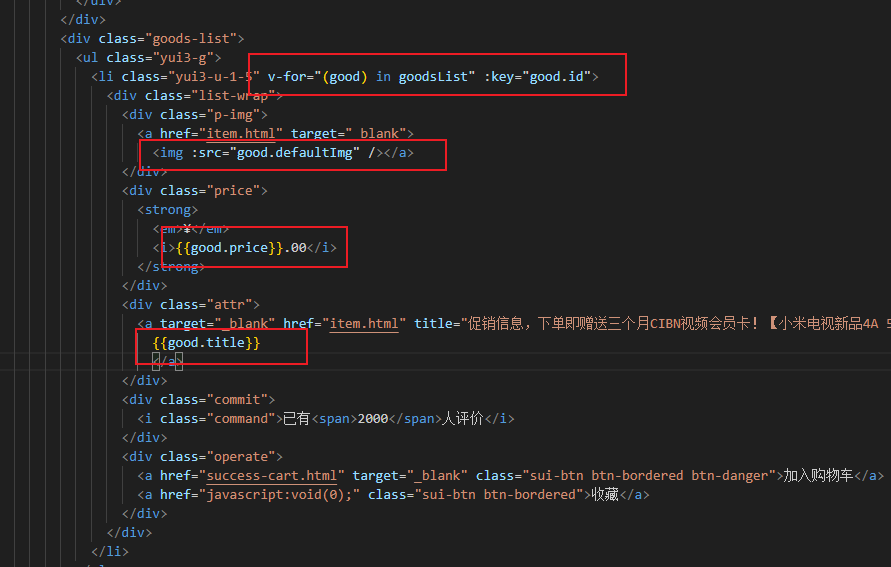 </div>
</div>
<div class="goods-list">
<ul class="yui3-g">
<li class="yui3-u-1-5" v-for="(good) in goodsList" :key="good.id">
<div class="list-wrap">
<div class="p-img">
<a href="item.html" target="_blank">
<img :src="good.defaultImg" /></a>
</div>
<div class="price">
<strong>
<em>¥</em>
<i>{{good.price}}.00</i>
</strong>
</div>
<div class="attr">
<a target="_blank" href="item.html" title="促销信息，下单即赠送三个月CIBN视频会员卡！【小米电视新品4A 5
{{good.title}}
</a>
</div>
<div class="commit">
<i class="command">已有<span>2000</span>人评价</i>
</div>
<div class="operate">
<a href="success-cart.html" target="_blank" class="sui-btn btn-bordered btn-danger">加入购物车</a>
<a href="javascript:void(0);" class="sui-btn btn-bordered">收藏</a>
</div>
</div>
</li>